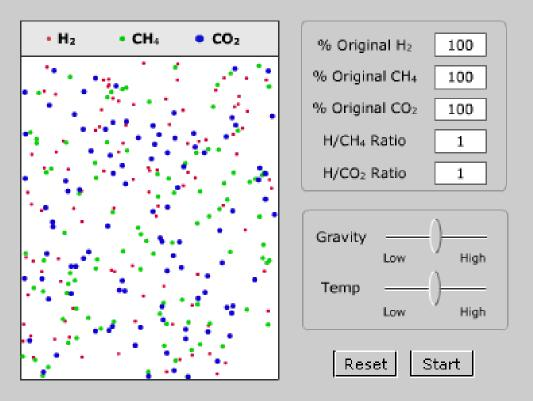 H₂ CH₄ CO₂
% Original H₂ 100
% Original CH₄ 100
% Original CO₂ 100
H/CH₄ Ratio 1
H/CO₂ Ratio 1
Gravity
Low High
Temp
Low High
Reset Start